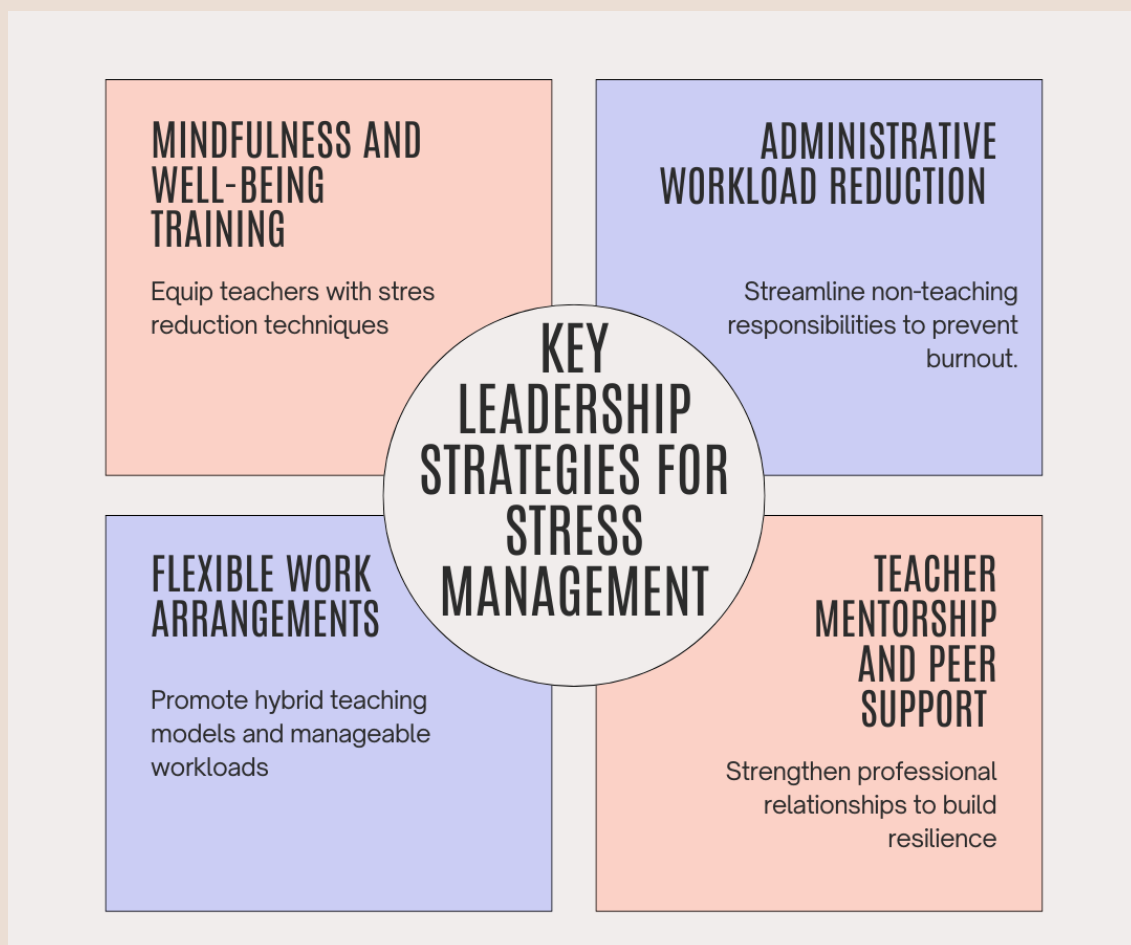 MINDFULNESS AND
WELL-BEING
TRAINING
Equip teachers with stres
reduction techniques
ADMINISTRATIVE
WORKLOAD REDUCTION
Streamline non-teaching
responsibilities to prevent
burnout.
KEY
LEADERSHIP
STRATEGIES FOR
STRESS
MANAGEMENT
FLEXIBLE WORK
ARRANGEMENTS
Promote hybrid teaching
models and manageable
workloads
TEACHER
MENTORSHIP
AND PEER
SUPPORT
Strengthen professional
relationships to build
resilience